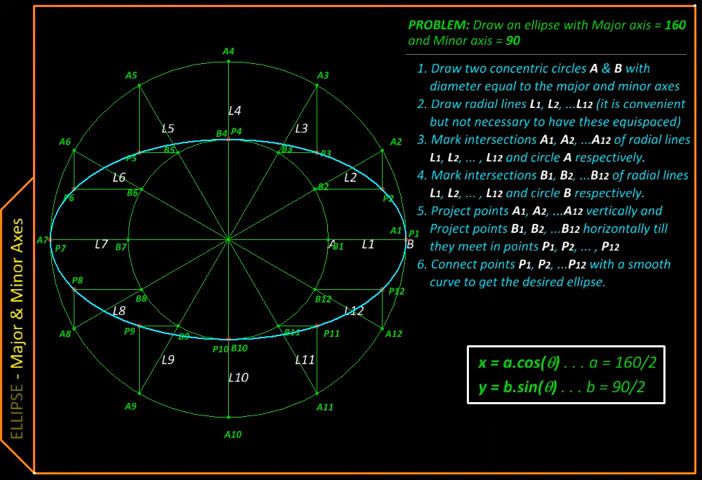 PROBLEM: Draw an ellipse with Major axis = 160
and Minor axis = 90
1. Draw two concentric circles A & B with
diameter equal to the major and minor axes
2. Draw radial lines L1, L2, ...L12 (it is convenient
but not necessary to have these equispaced)
3. Mark intersections A1, A2, ...A12 of radial lines
L1, L2, ... , L12 and circle A respectively.
4. Mark intersections B1, B2, ...B12 of radial lines
L1, L2, ... , L12 and circle B respectively.
5. Project points A1, A2, ...A12 vertically and
Project points B1, B2, ...B12 horizontally till
they meet in points P1, P2, ... , P12
6. Connect points P1, P2, ...P12 with a smooth
curve to get the desired ellipse.
x = a.cos(θ) . . . a = 160/2
y = b.sin(θ) . . . b = 90/2
ELLIPSE - Major & Minor Axes
A4
A5 A3
L4
L5 L3
B4 P4
A6 A2
P5 B5 B3 P3
L6 L2
P6 B6 B2 P2
A1 P1
A7 P7 L7 B7 A B1 L1 B
P8 B8 B12 P12
L8 L12
A8 P9 B9 B11 P11 A12
P10 B10
L9 L11
L10
A9 A11
A10